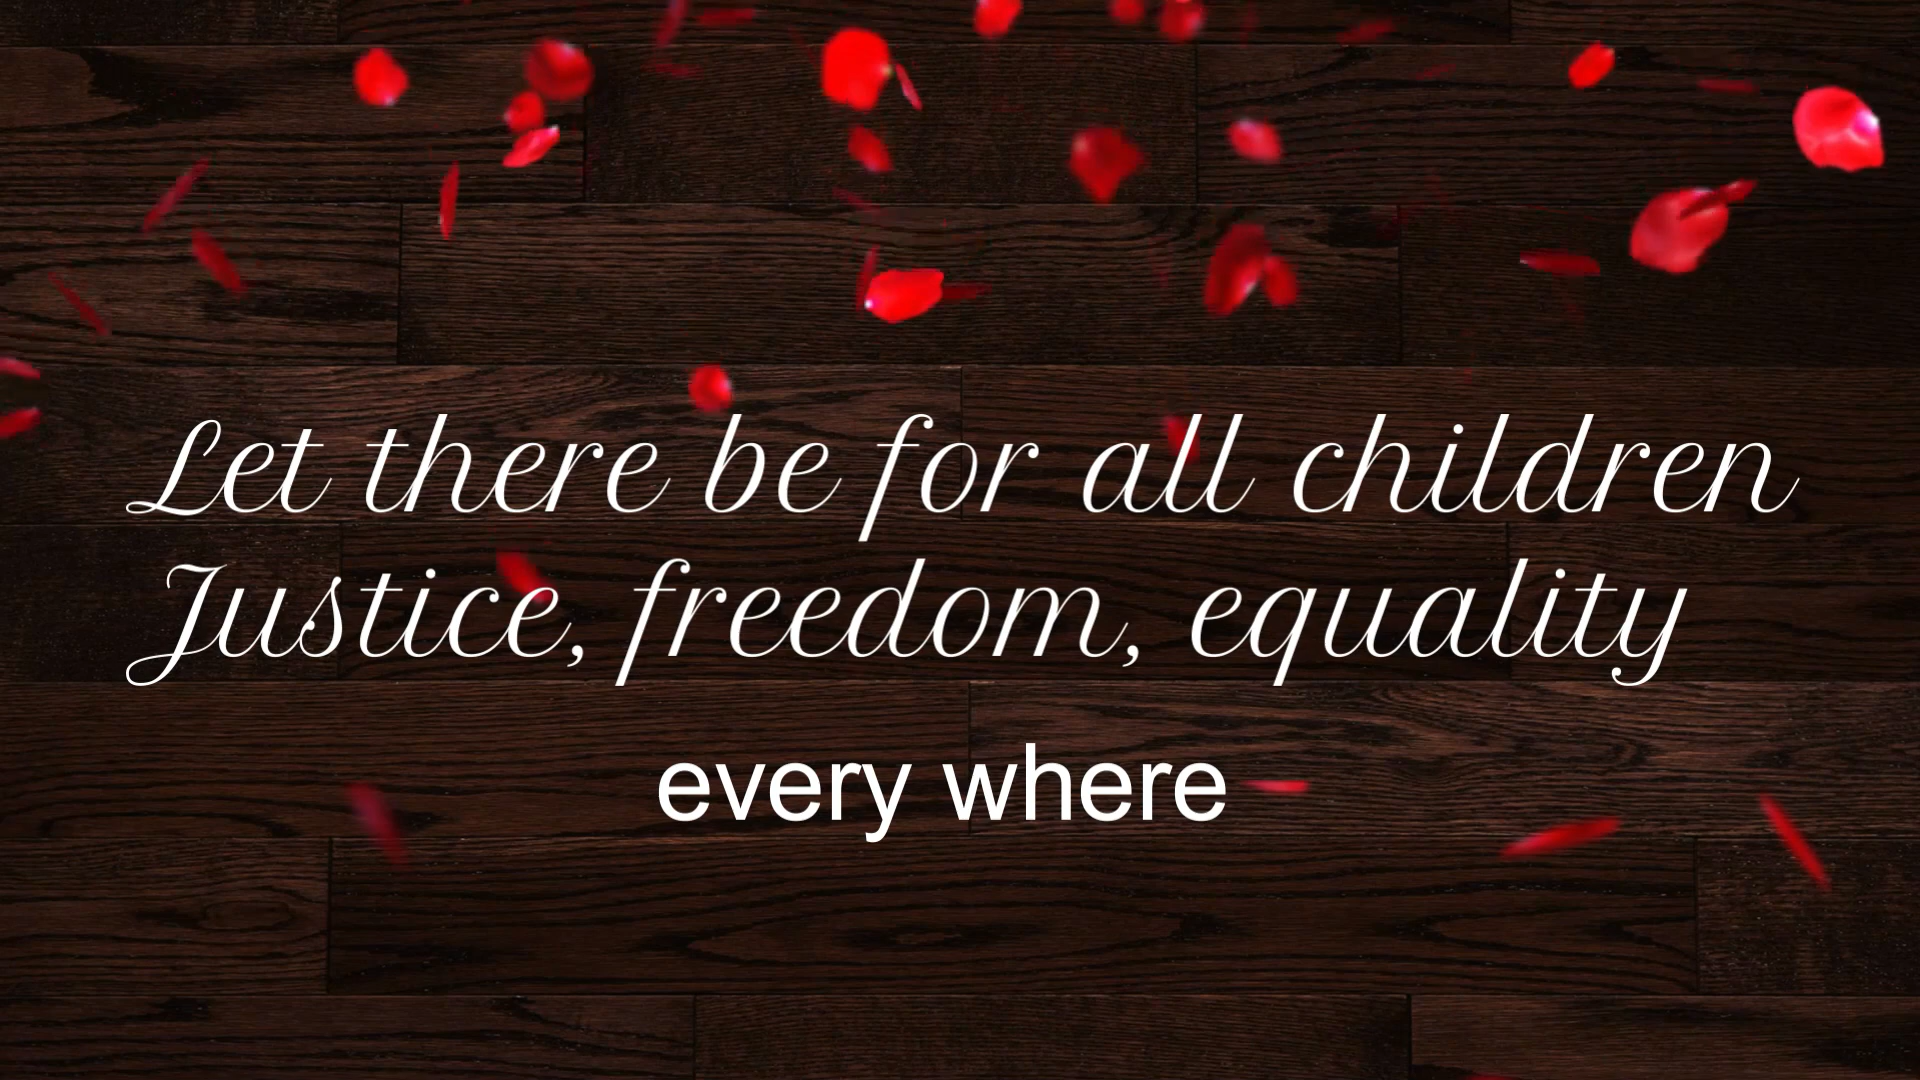 Let there be for all children
Justice, freedom, equality
every where